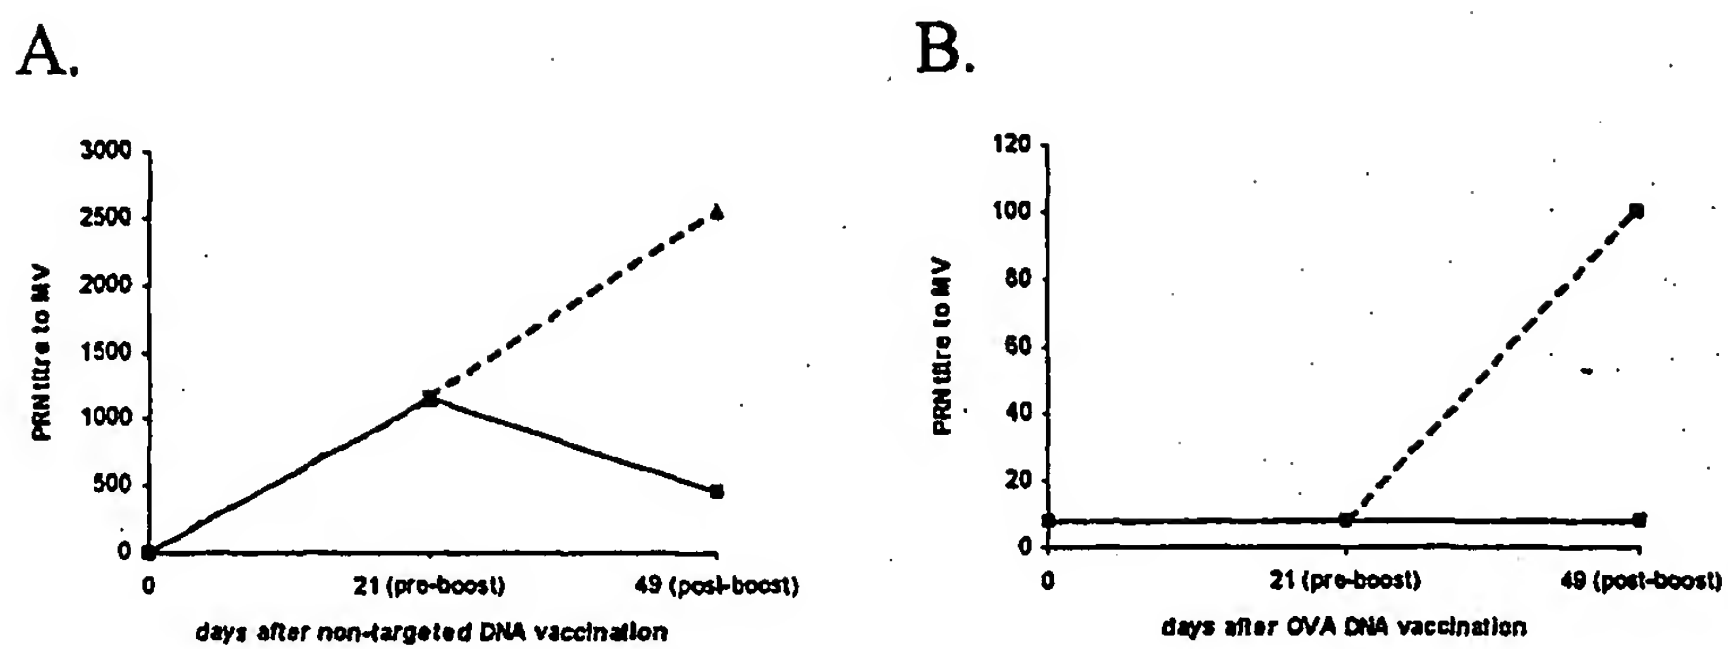 A.
B.
3000
2500
2000
1500
1000
500
0
PRN titre to MV
0
21 (pre-boost)
49 (post-boost)
days after non-targeted DNA vaccination
120
100
80
60
40
20
0
PRN titre to MV
0
21 (pre-boost)
49 (post-boost)
days after OVA DNA vaccination